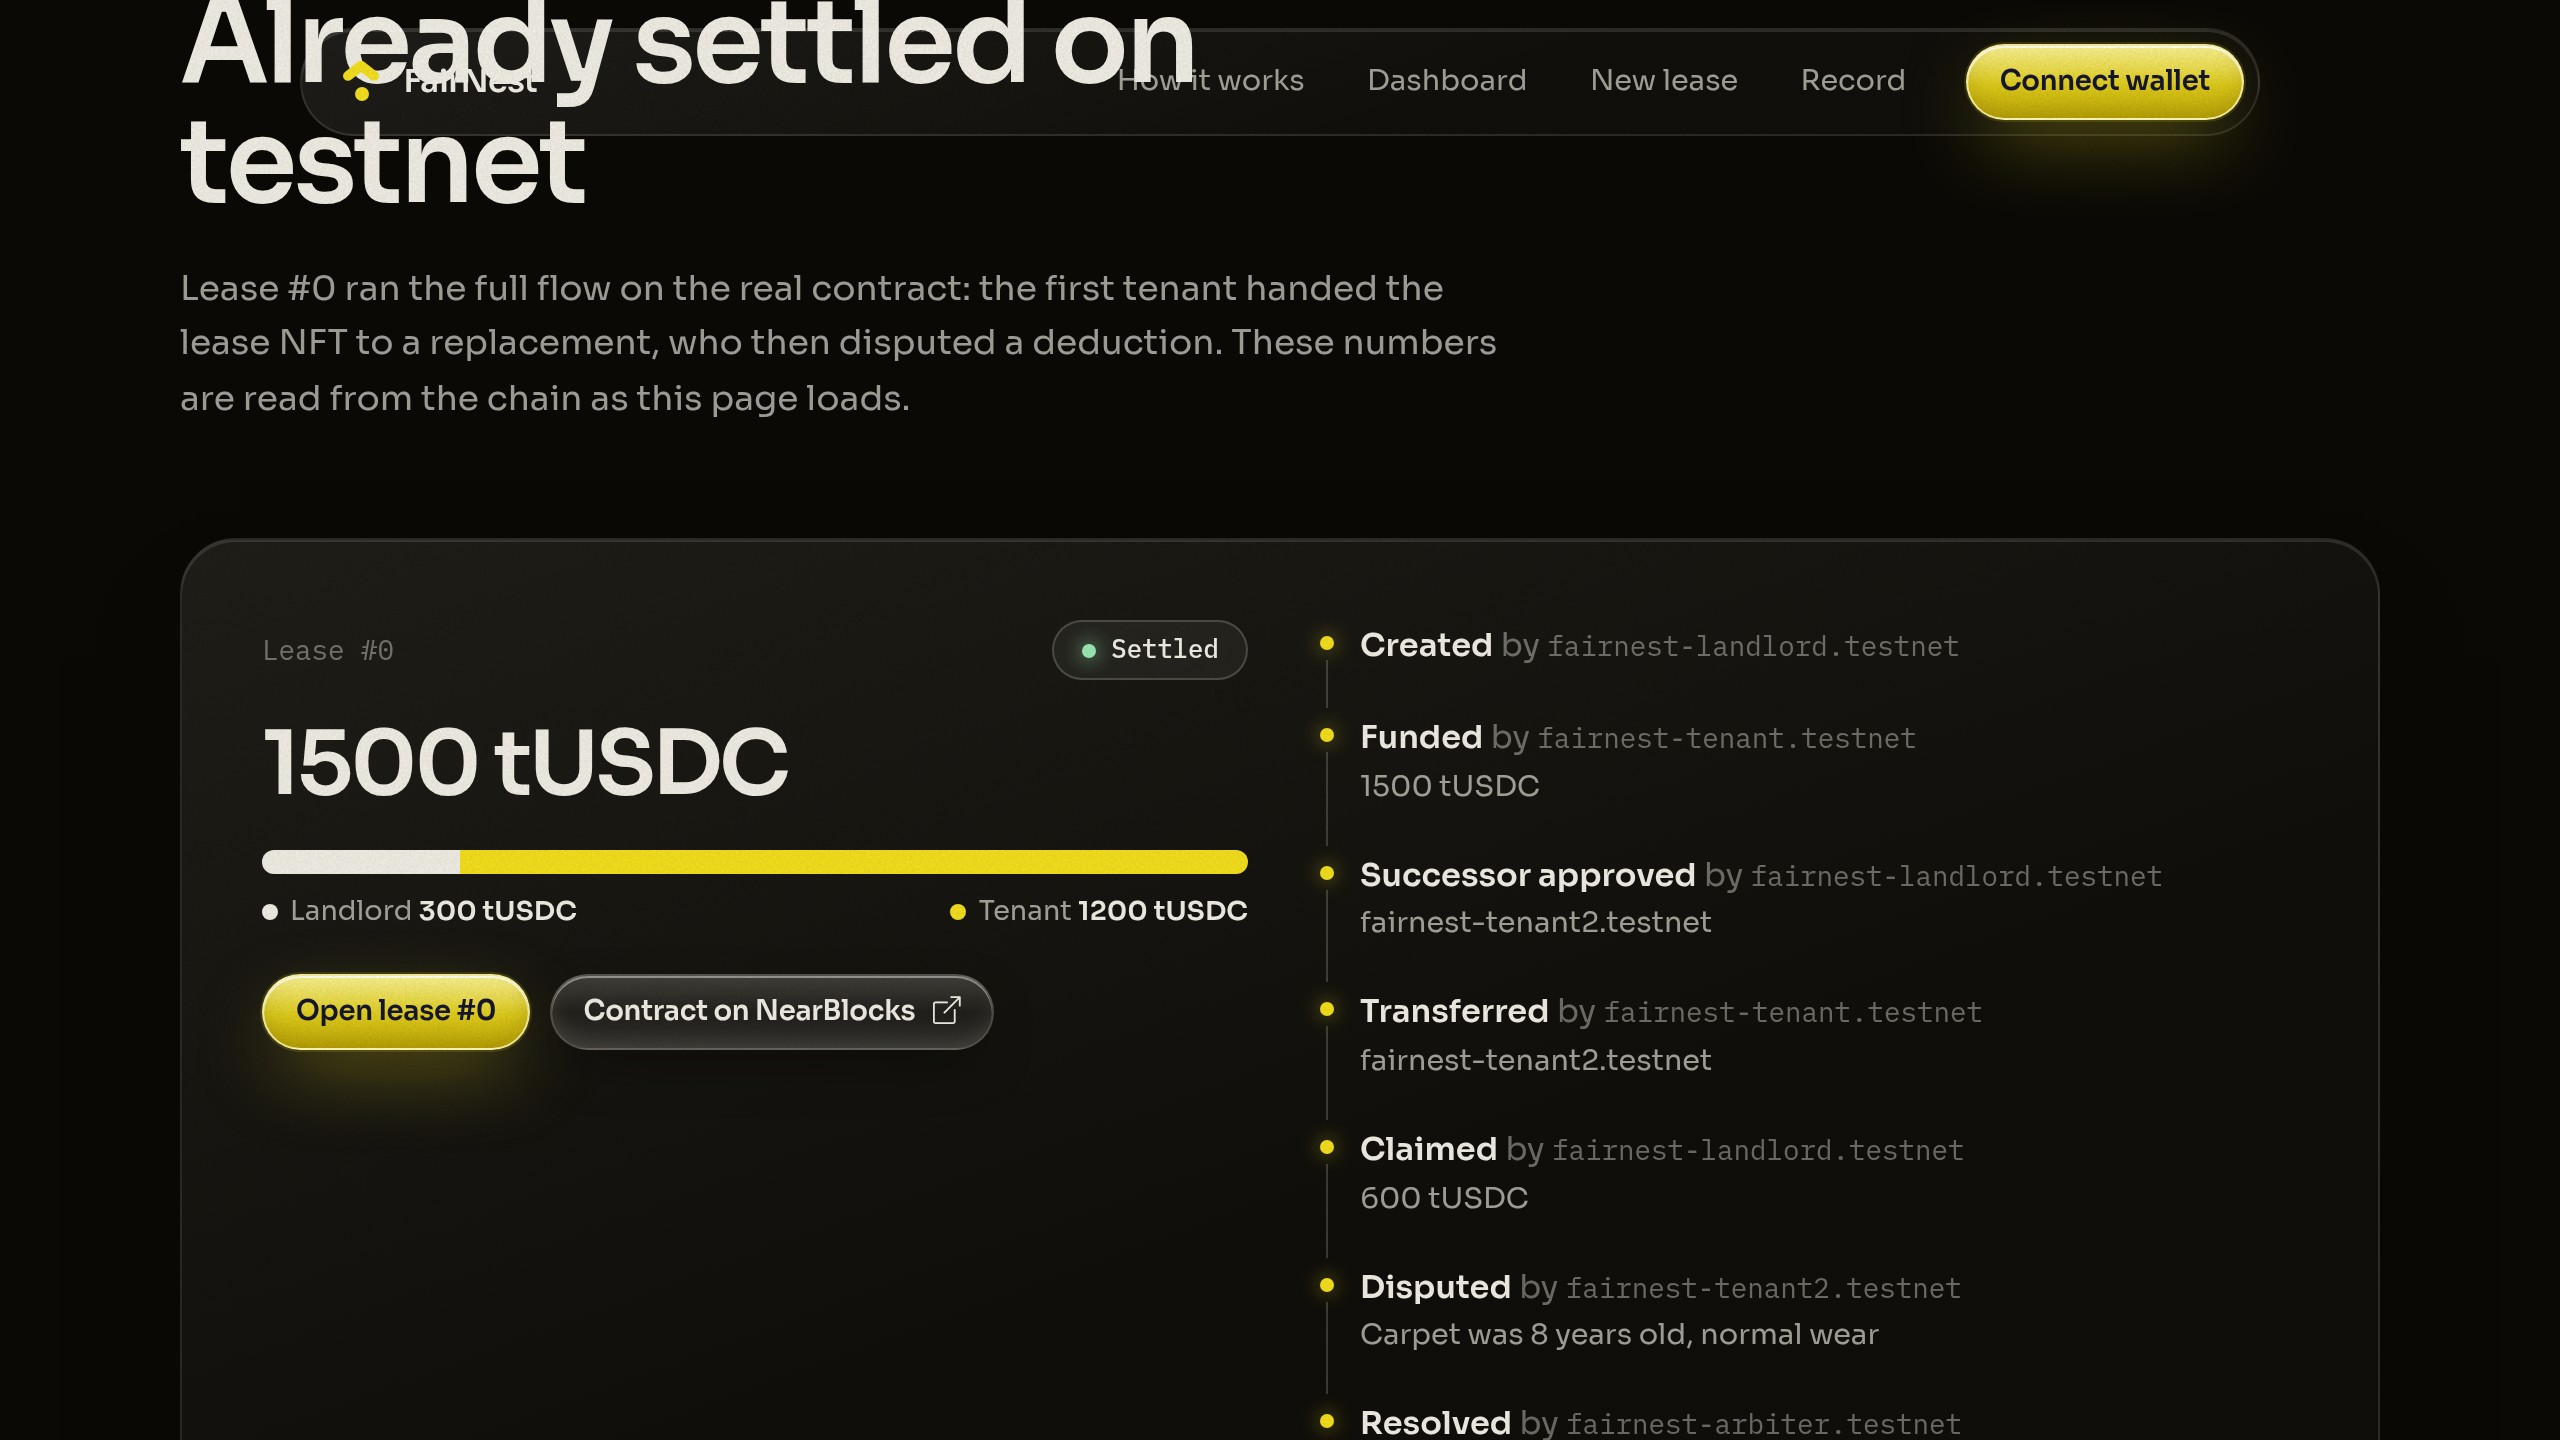 Already settled on
testnet
FairNest
How it works
Dashboard
New lease
Record
Connect wallet
Lease #0 ran the full flow on the real contract: the first tenant handed the
lease NFT to a replacement, who then disputed a deduction. These numbers
are read from the chain as this page loads.
Lease #0
Settled
1500 tUSDC
Landlord 300 tUSDC
Tenant 1200 tUSDC
Open lease #0
Contract on NearBlocks
Created by fairnest-landlord.testnet
Funded by fairnest-tenant.testnet
1500 tUSDC
Successor approved by fairnest-landlord.testnet
fairnest-tenant2.testnet
Transferred by fairnest-tenant.testnet
fairnest-tenant2.testnet
Claimed by fairnest-landlord.testnet
600 tUSDC
Disputed by fairnest-tenant2.testnet
Carpet was 8 years old, normal wear
Resolved by fairnest-arbiter.testnet